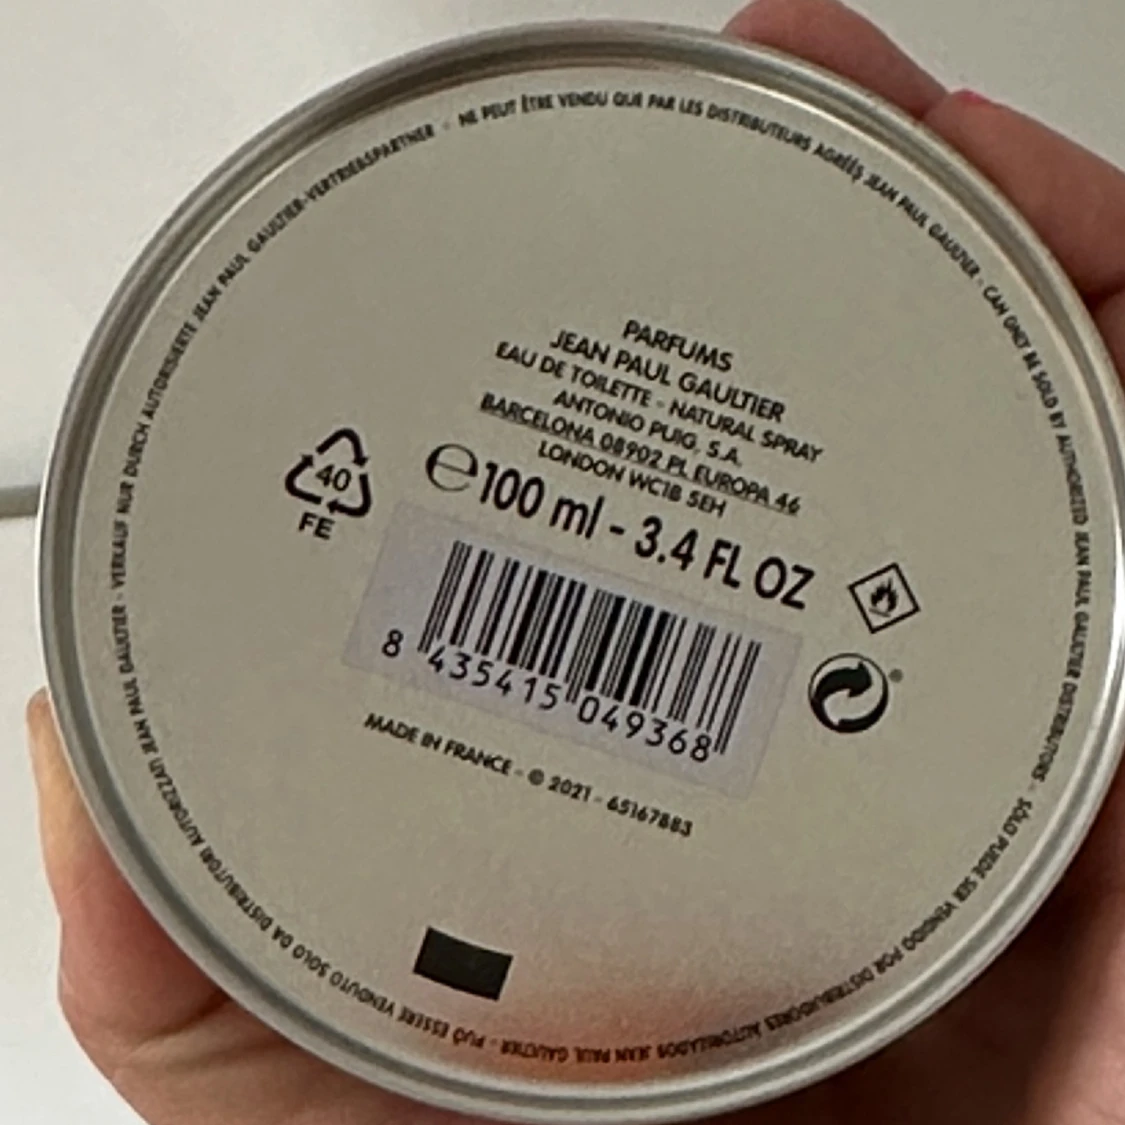 NE PEUT ÊTRE VENDU QUE PAR LES DISTRIBUTEURS AGRÉÉS JEAN PAUL GAULTIER - CAN ONLY BE SOLD BY AUTHORIZED JEAN PAUL GAULTIER DISTRIBUTORS - SÓLO PUEDE SER VENDIDO POR DISTRIBUIDORES AUTORIZADOS JEAN PAUL GAULTIER - PUÒ ESSERE VENDUTO SOLO DA DISTRIBUTORI AUTORIZZATI JEAN PAUL GAULTIER - VERKAUF NUR DURCH AUTORISIERTE JEAN PAUL GAULTIER-VERTRIEBSPARTNER -
PARFUMS
JEAN PAUL GAULTIER
EAU DE TOILETTE - NATURAL SPRAY
ANTONIO PUIG, S.A.
BARCELONA 08902 PL EUROPA 46
LONDON WC1B 5EH
℮100 ml - 3.4 FL OZ
40
FE
8 435415 049368
®
MADE IN FRANCE - © 2021 - 65167883